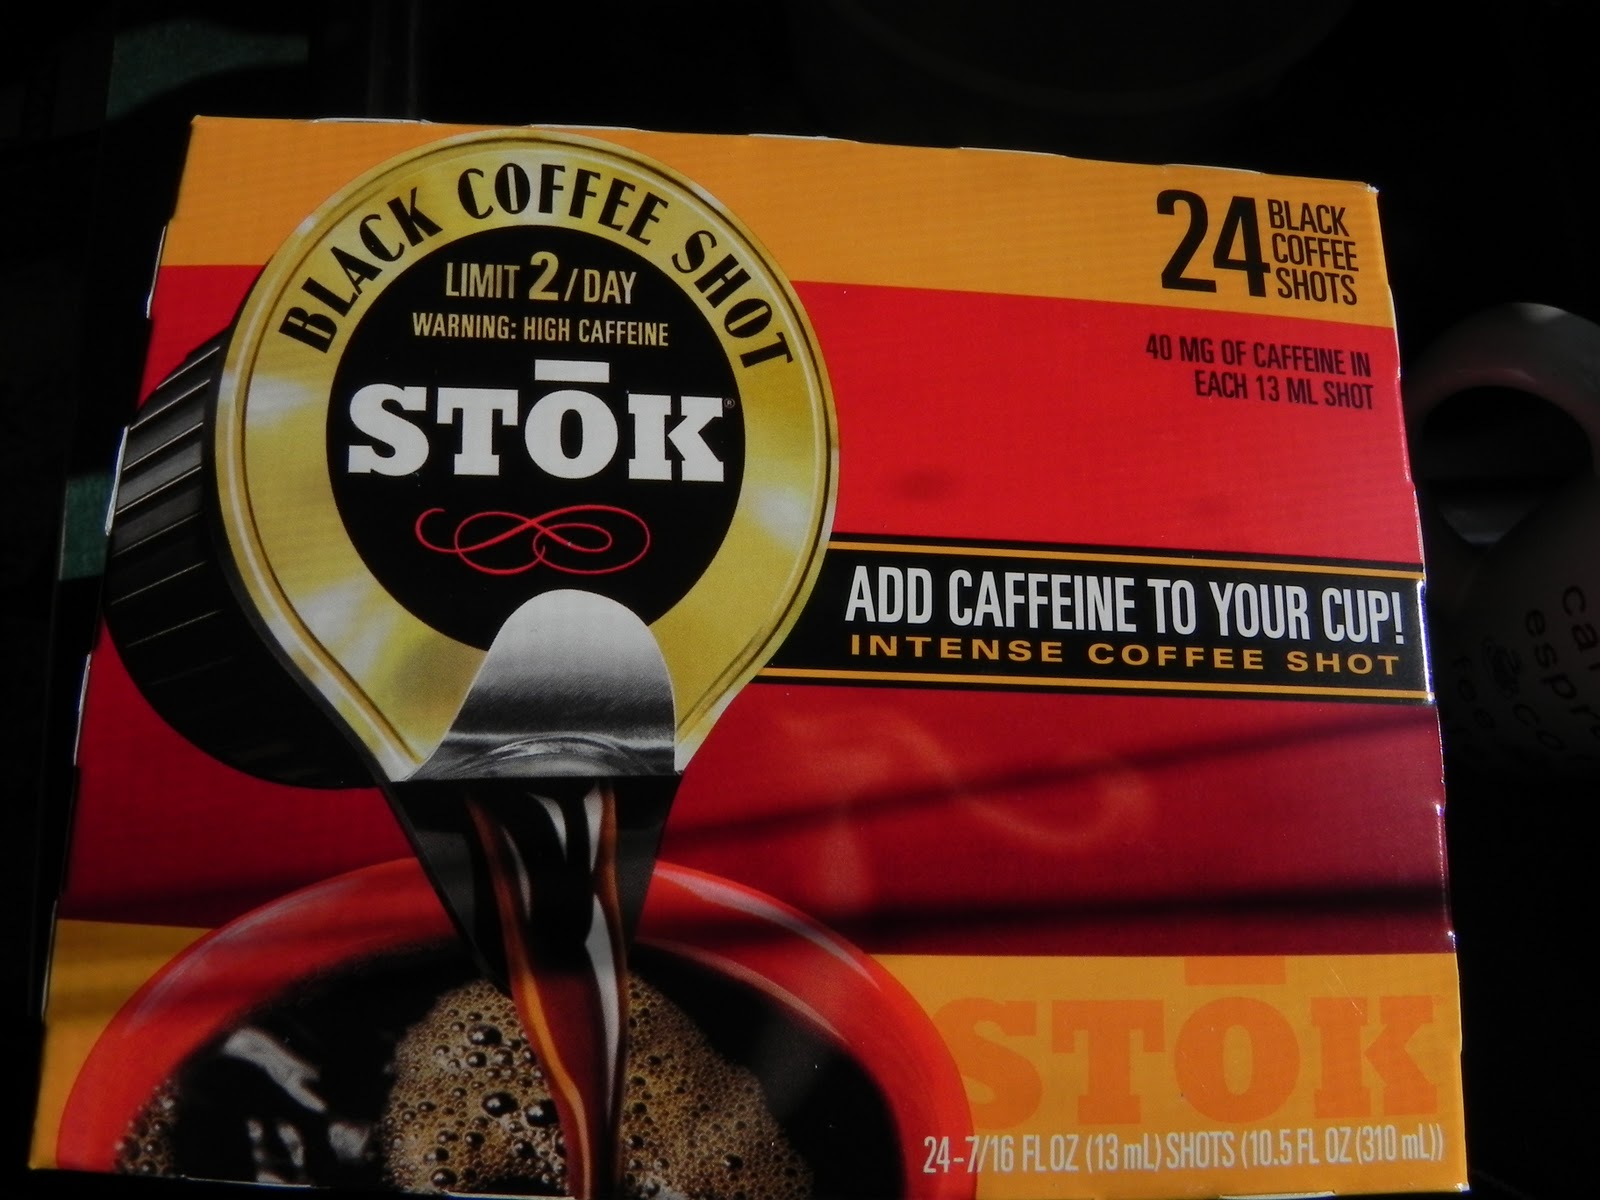 BLACK COFFEE SHOT
LIMIT 2/DAY
WARNING: HIGH CAFFEINE
STŌK®
24 BLACK
COFFEE
SHOTS
40 MG OF CAFFEINE IN
EACH 13 ML SHOT
ADD CAFFEINE TO YOUR CUP!
INTENSE COFFEE SHOT
STŌK
24-7/16 FL OZ (13 mL) SHOTS (10.5 FL OZ (310 mL))